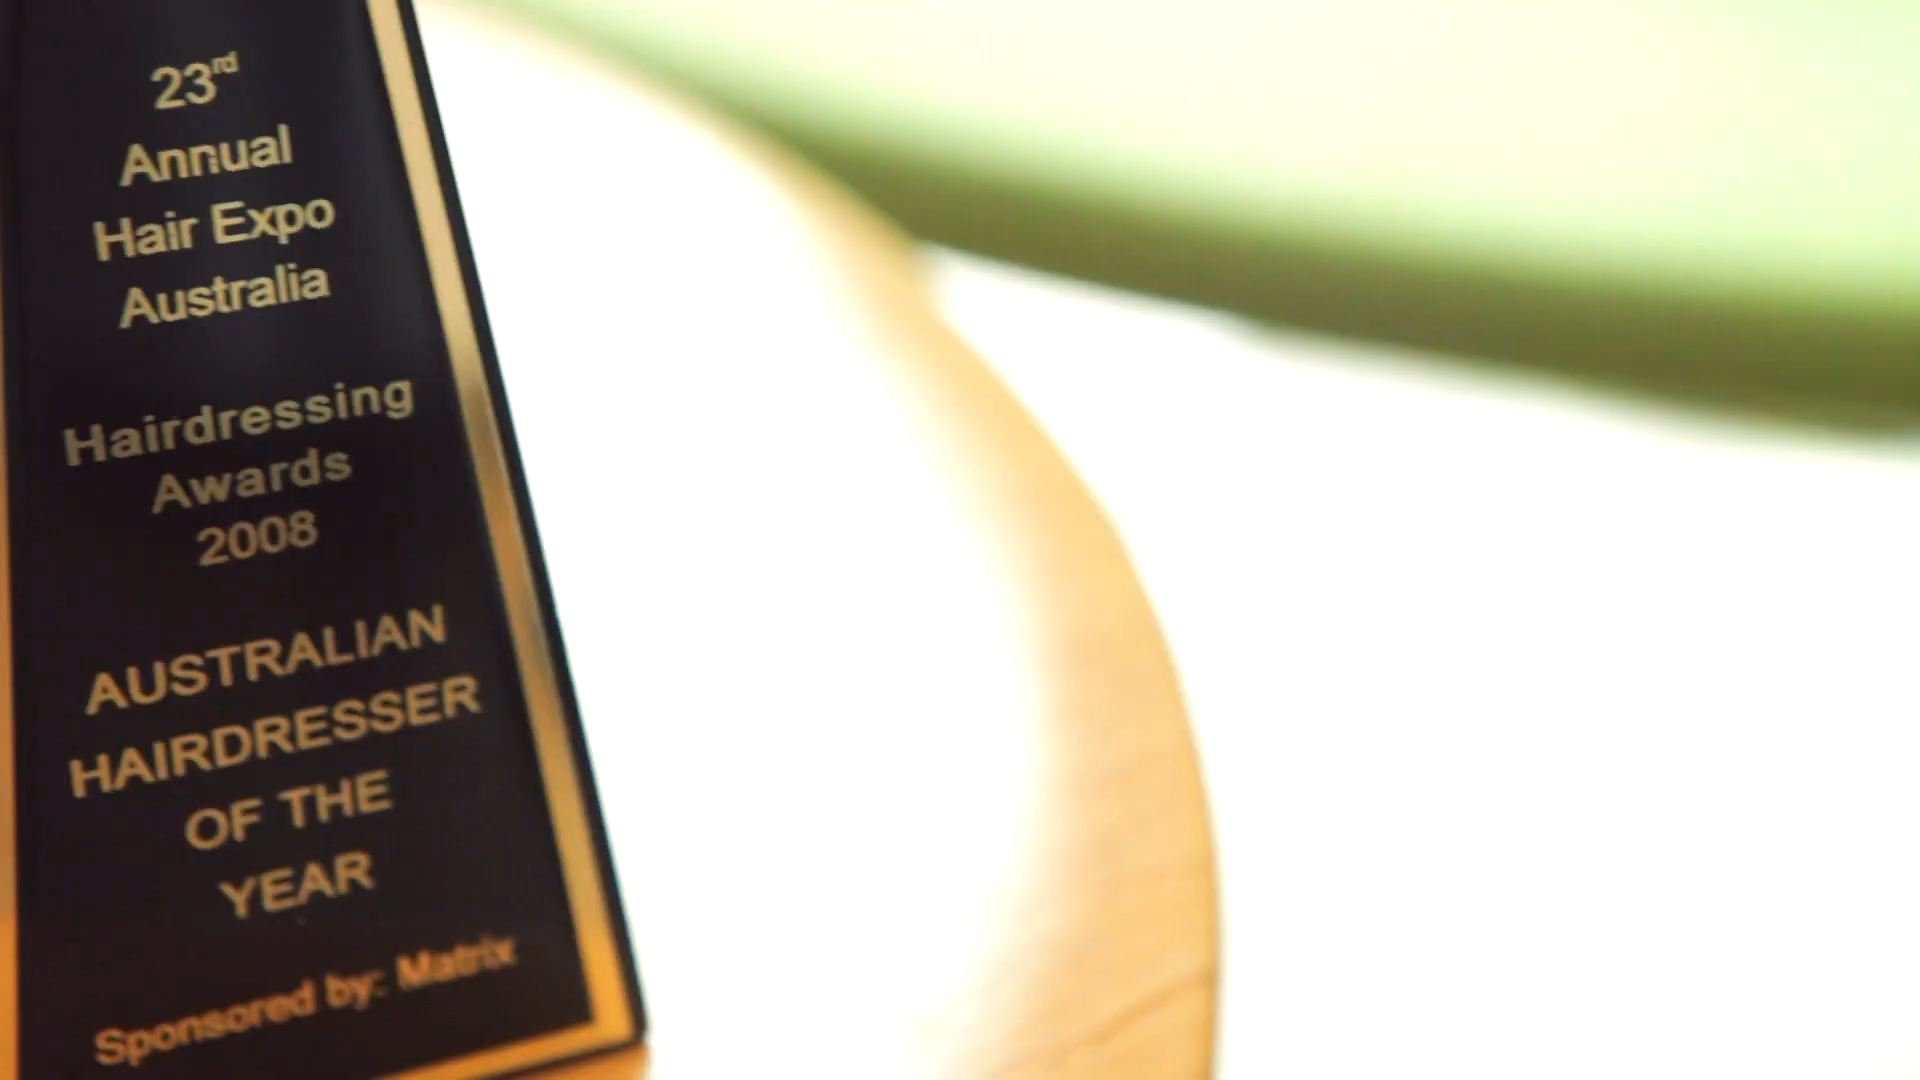 23rd
Annual
Hair Expo
Australia
Hairdressing
Awards
2008
AUSTRALIAN
HAIRDRESSER
OF THE
YEAR
Sponsored by: Matrix